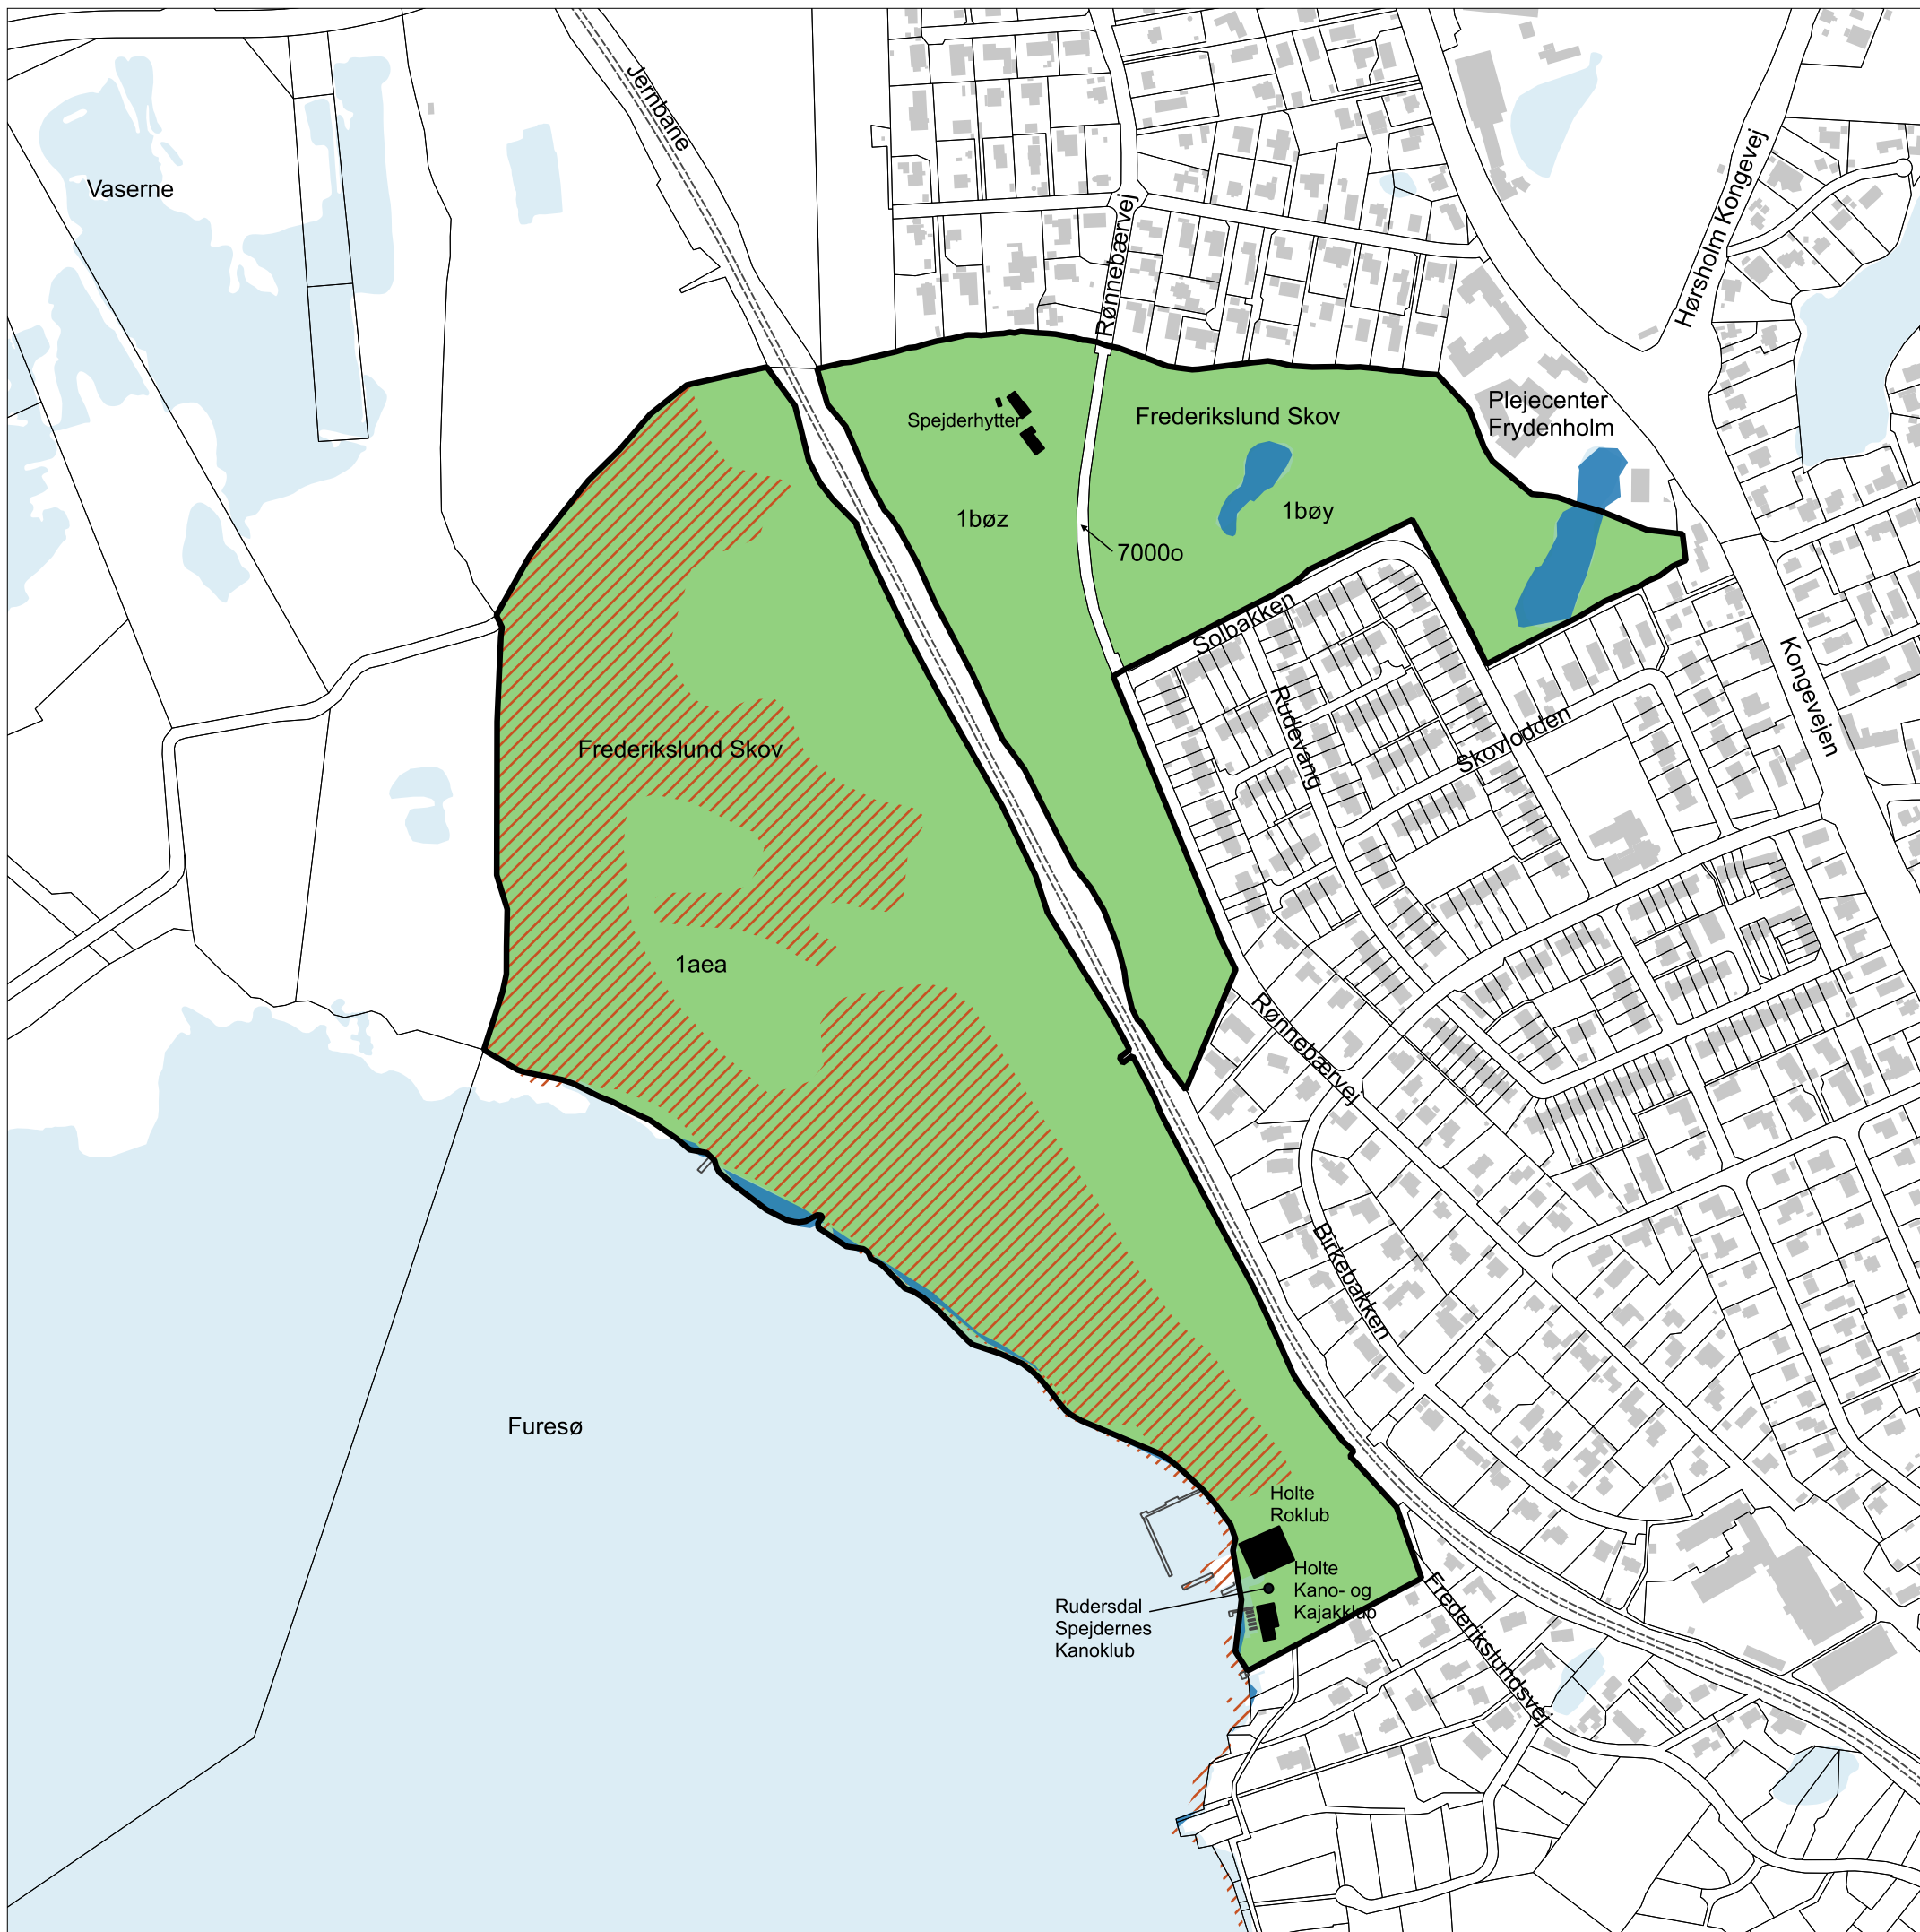 Jernbane
Vaserne
Hørsholm Kongevej
Rønnebærvej
Plejecenter
Frydenholm
Frederikslund Skov
Spejderhytter
1bøz
1bøy
7000o
Solbakken
Rudevang
Skovlodden
Kongevejen
Frederikslund Skov
1aea
Rønnebærvej
Birkebakken
Furesø
Holte
Roklub
Holte
Kano- og
Kajakklub
Rudersdal
Spejdernes
Kanoklub
Frederikslundsvej